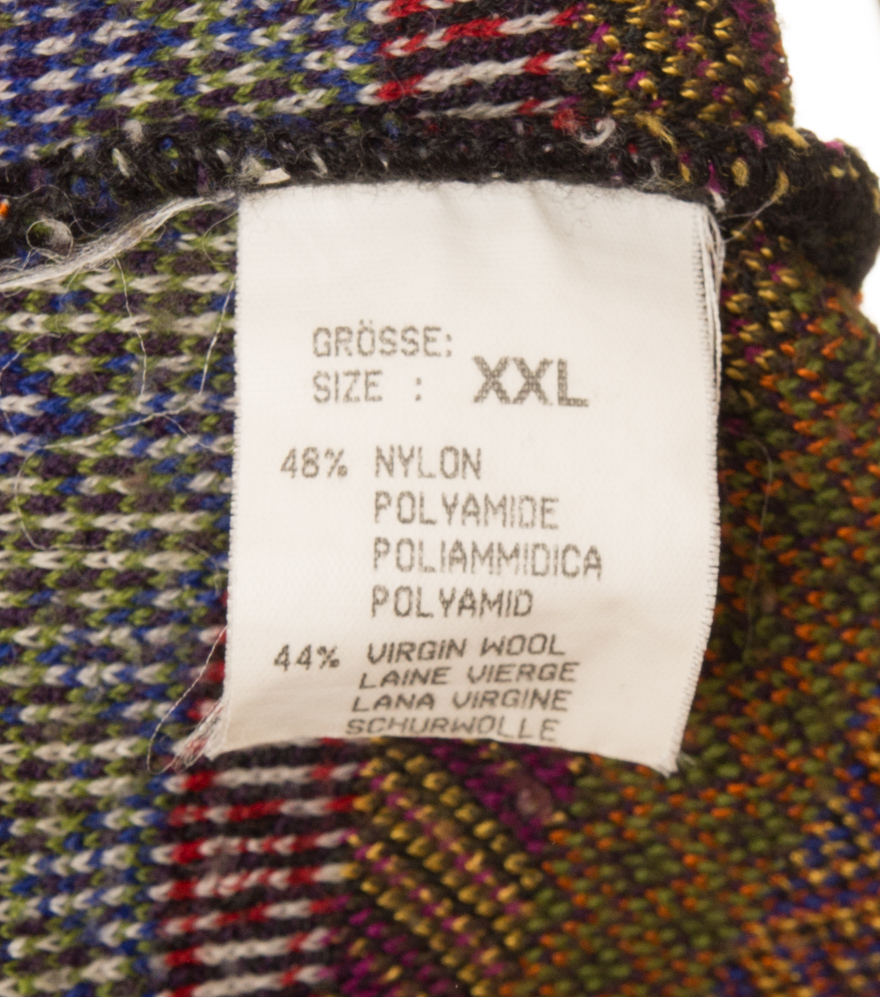 GRÖSSE:
SIZE : XXL
48% NYLON
POLYAMIDE
POLIAMMIDICA
POLYAMID
44% VIRGIN WOOL
LAINE VIERGE
LANA VIRGINE
SCHURWOLLE